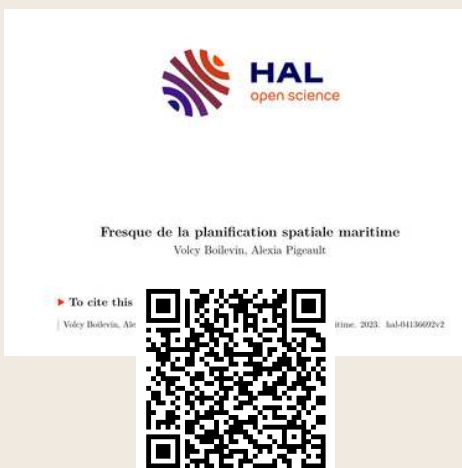 HAL
open science
Fresque de la planification spatiale maritime
Volcy Boilevin, Alexia Pigeault
▶ To cite this
Volcy Boilevin, Ale
itime. 2023. hal-04136692v2